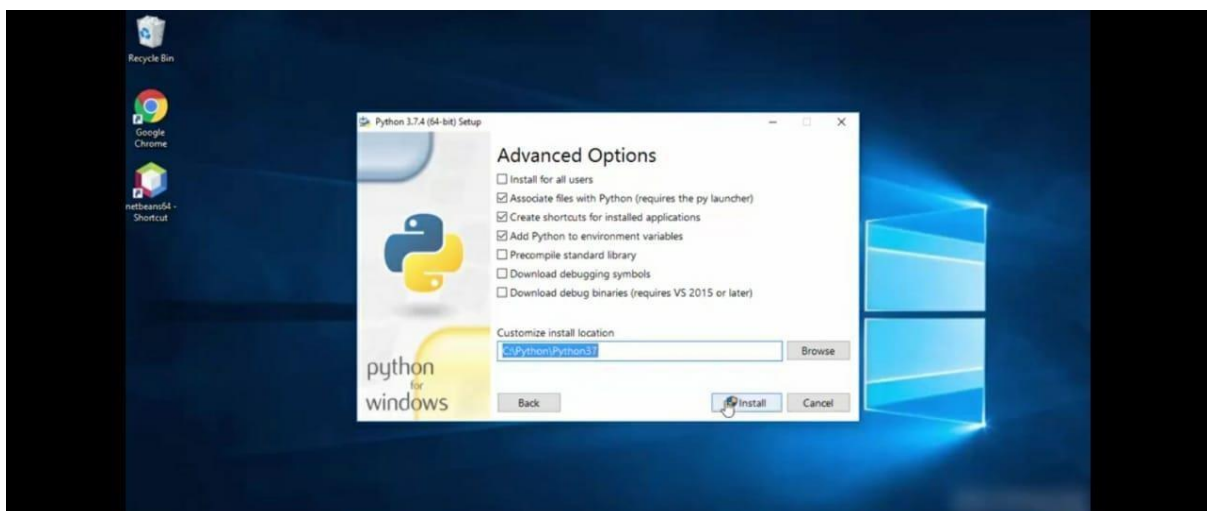 Recycle Bin
Google
Chrome
netbeans64 -
Shortcut
Python 3.7.4 (64-bit) Setup
Advanced Options
Install for all users
Associate files with Python (requires the py launcher)
Create shortcuts for installed applications
Add Python to environment variables
Precompile standard library
Download debugging symbols
Download debug binaries (requires VS 2015 or later)
Customize install location
C:\Python\Python37
Browse
python
for
windows
Back
Install
Cancel